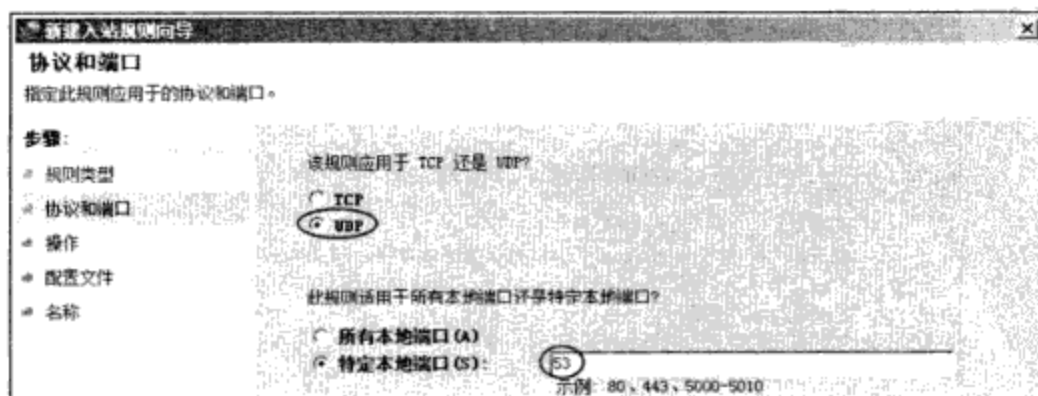 新建入站规则向导
协议和端口
指定此规则应用于的协议和端口。
步骤:
规则类型
协议和端口
操作
配置文件
名称
该规则应用于 TCP 还是 UDP?
TCP
UDP
此规则适用于所有本地端口还是特定本地端口?
所有本地端口(A)
特定本地端口(S):
53
示例: 80、443、5000-5010